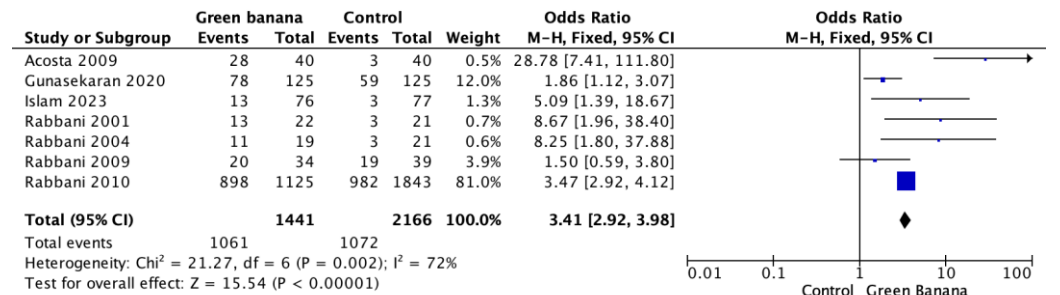 Green banana Control Odds Ratio Odds Ratio
Study or Subgroup Events Total Events Total Weight M-H, Fixed, 95% CI M-H, Fixed, 95% CI
Acosta 2009 28 40 3 40 0.5% 28.78 [7.41, 111.80]
Gunasekaran 2020 78 125 59 125 12.0% 1.86 [1.12, 3.07]
Islam 2023 13 76 3 77 1.3% 5.09 [1.39, 18.67]
Rabbani 2001 13 22 3 21 0.7% 8.67 [1.96, 38.40]
Rabbani 2004 11 19 3 21 0.6% 8.25 [1.80, 37.88]
Rabbani 2009 20 34 19 39 3.9% 1.50 [0.59, 3.80]
Rabbani 2010 898 1125 982 1843 81.0% 3.47 [2.92, 4.12]
Total (95% CI) 1441 2166 100.0% 3.41 [2.92, 3.98]
Total events 1061 1072
Heterogeneity: Chi² = 21.27, df = 6 (P = 0.002); I² = 72%
Test for overall effect: Z = 15.54 (P < 0.00001)
0.01 0.1 1 10 100
Control Green Banana